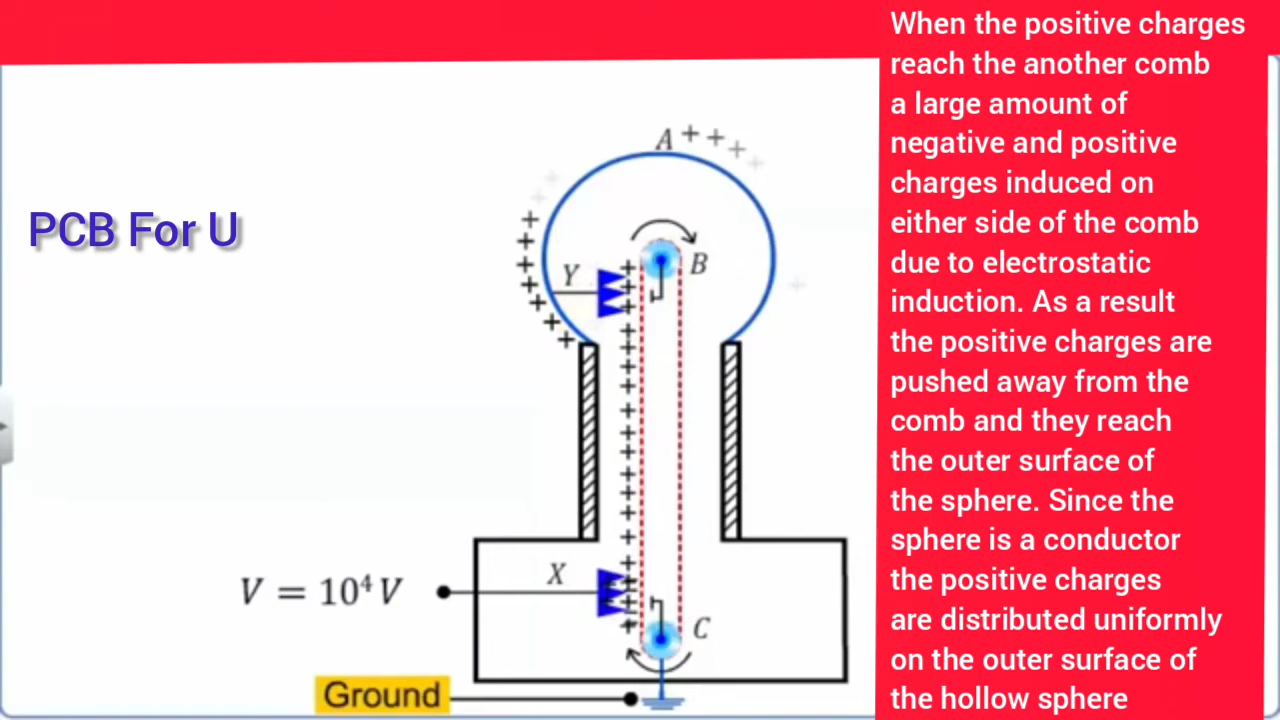 When the positive charges
reach the another comb
a large amount of
negative and positive
charges induced on
either side of the comb
due to electrostatic
induction. As a result
the positive charges are
pushed away from the
comb and they reach
the outer surface of
the sphere. Since the
sphere is a conductor
the positive charges
are distributed uniformly
on the outer surface of
the hollow sphere
PCB For U
A
B
Y
X
V = 10⁴ V
C
Ground